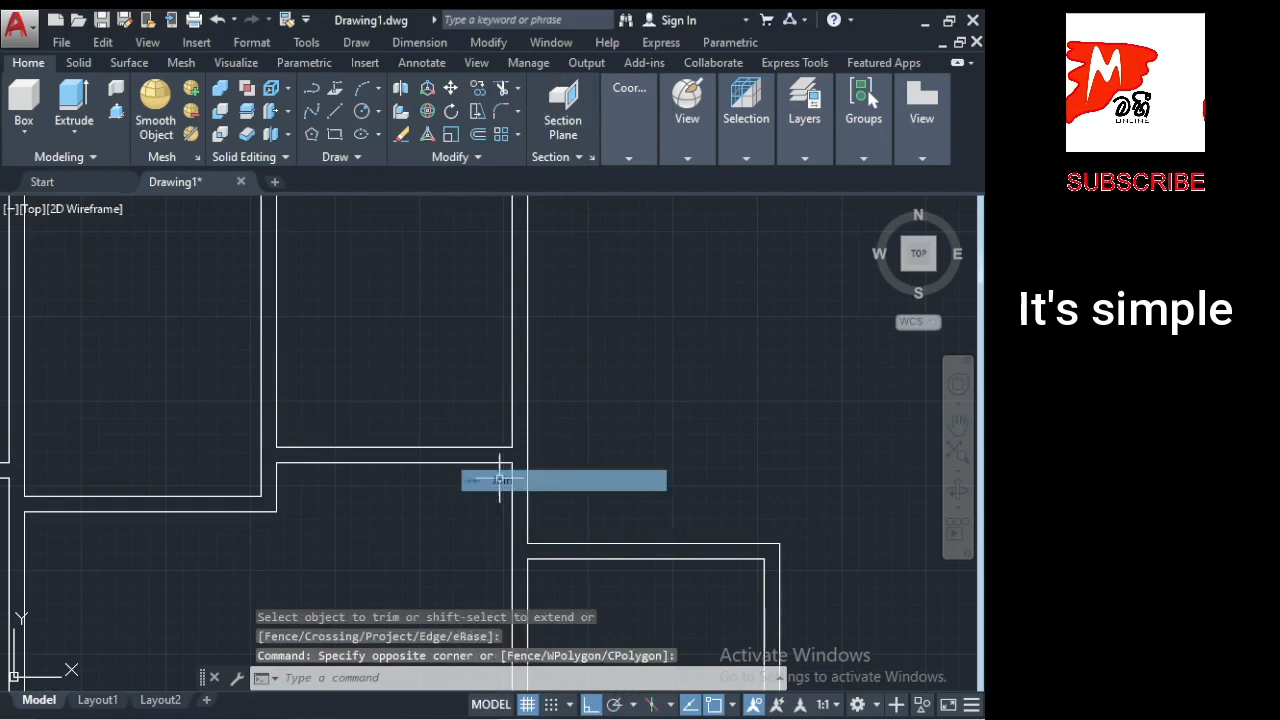 Drawing1.dwg
Type a keyword or phrase
Sign In
File Edit View Insert Format Tools Draw Dimension Modify Window Help Express Parametric
Home Solid Surface Mesh Visualize Parametric Insert Annotate View Manage Output Add-ins Collaborate Express Tools Featured Apps
Box
Extrude
Smooth
Object
Section
Plane
Coor...
View
Selection
Layers
Groups
View
Modeling
Mesh
Solid Editing
Draw
Modify
Section
Start
Drawing1*
[−][Top][2D Wireframe]
N
W
TOP
E
S
WCS
Join
Y
X
Select object to trim or shift-select to extend or
[Fence/Crossing/Project/Edge/eRase]:
Command: Specify opposite corner or [Fence/WPolygon/CPolygon]:
Type a command
Activate Windows
Go to Settings to activate Windows.
Model Layout1 Layout2
MODEL
1:1
M
ONLINE
SUBSCRIBE
It's simple